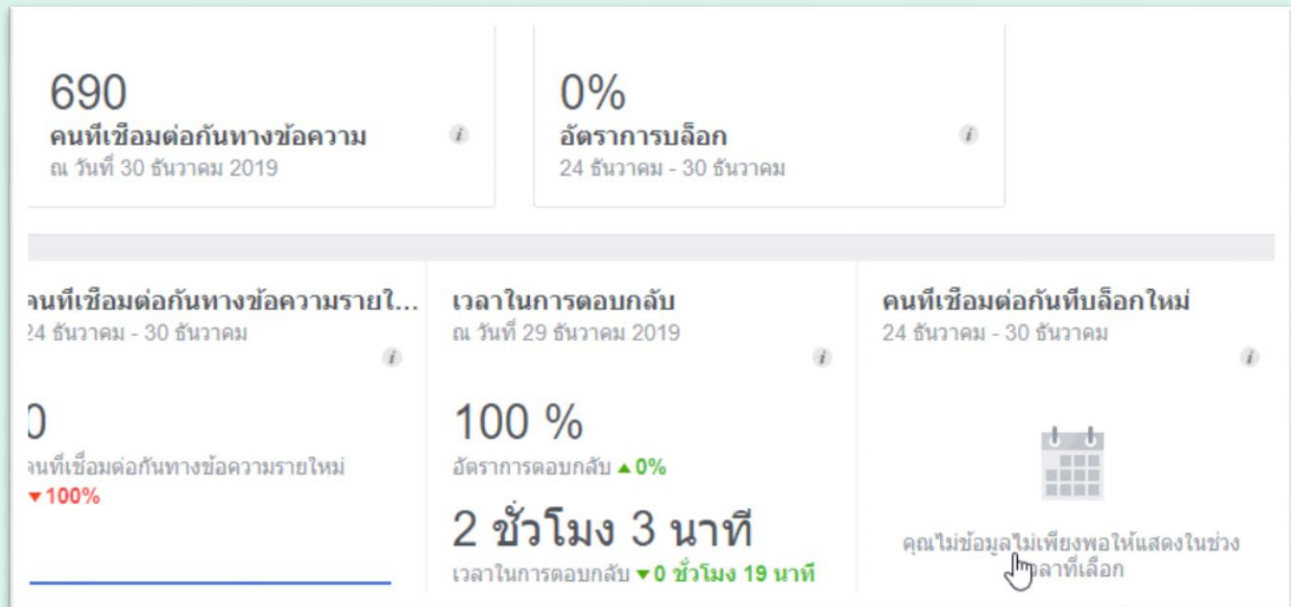 690
คนที่เชื่อมต่อกันทางข้อความ
ณ วันที่ 30 ธันวาคม 2019
0%
อัตราการบล็อก
24 ธันวาคม - 30 ธันวาคม
คนที่เชื่อมต่อกันทางข้อความรายใ...
24 ธันวาคม - 30 ธันวาคม
0
คนที่เชื่อมต่อกันทางข้อความรายใหม่
▼100%
เวลาในการตอบกลับ
ณ วันที่ 29 ธันวาคม 2019
100 %
อัตราการตอบกลับ ▲0%
2 ชั่วโมง 3 นาที
เวลาในการตอบกลับ ▼0 ชั่วโมง 19 นาที
คนที่เชื่อมต่อกันที่บล็อกใหม่
24 ธันวาคม - 30 ธันวาคม
คุณไม่ข้อมูลไม่เพียงพอให้แสดงในช่วง
เวลาที่เลือก